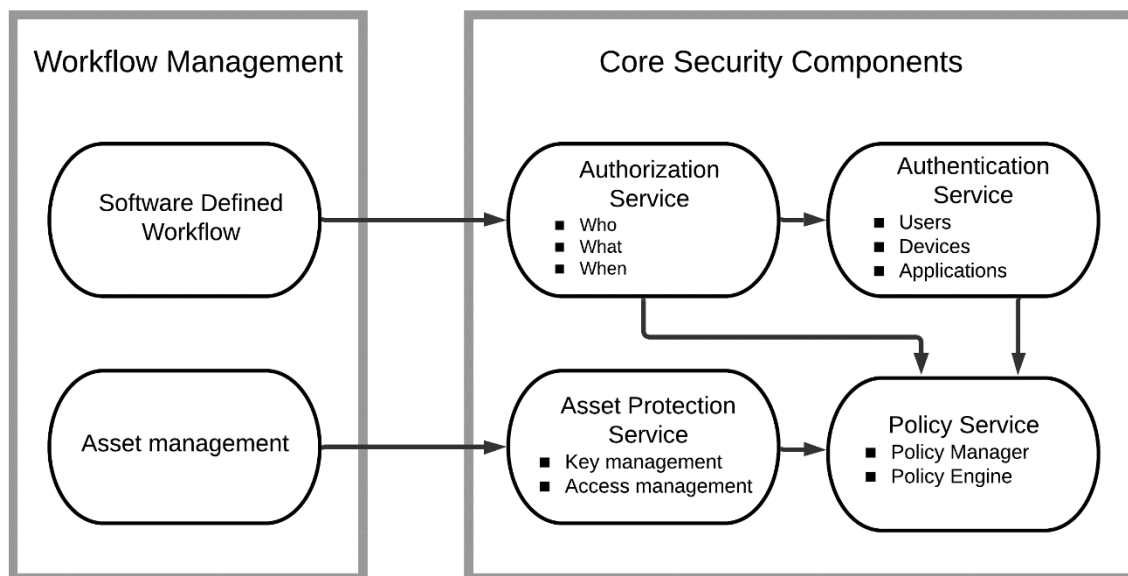 Workflow Management
Software Defined
Workflow
Asset management
Core Security Components
Authorization
Service
■ Who
■ What
■ When
Authentication
Service
■ Users
■ Devices
■ Applications
Asset Protection
Service
■ Key management
■ Access management
Policy Service
■ Policy Manager
■ Policy Engine